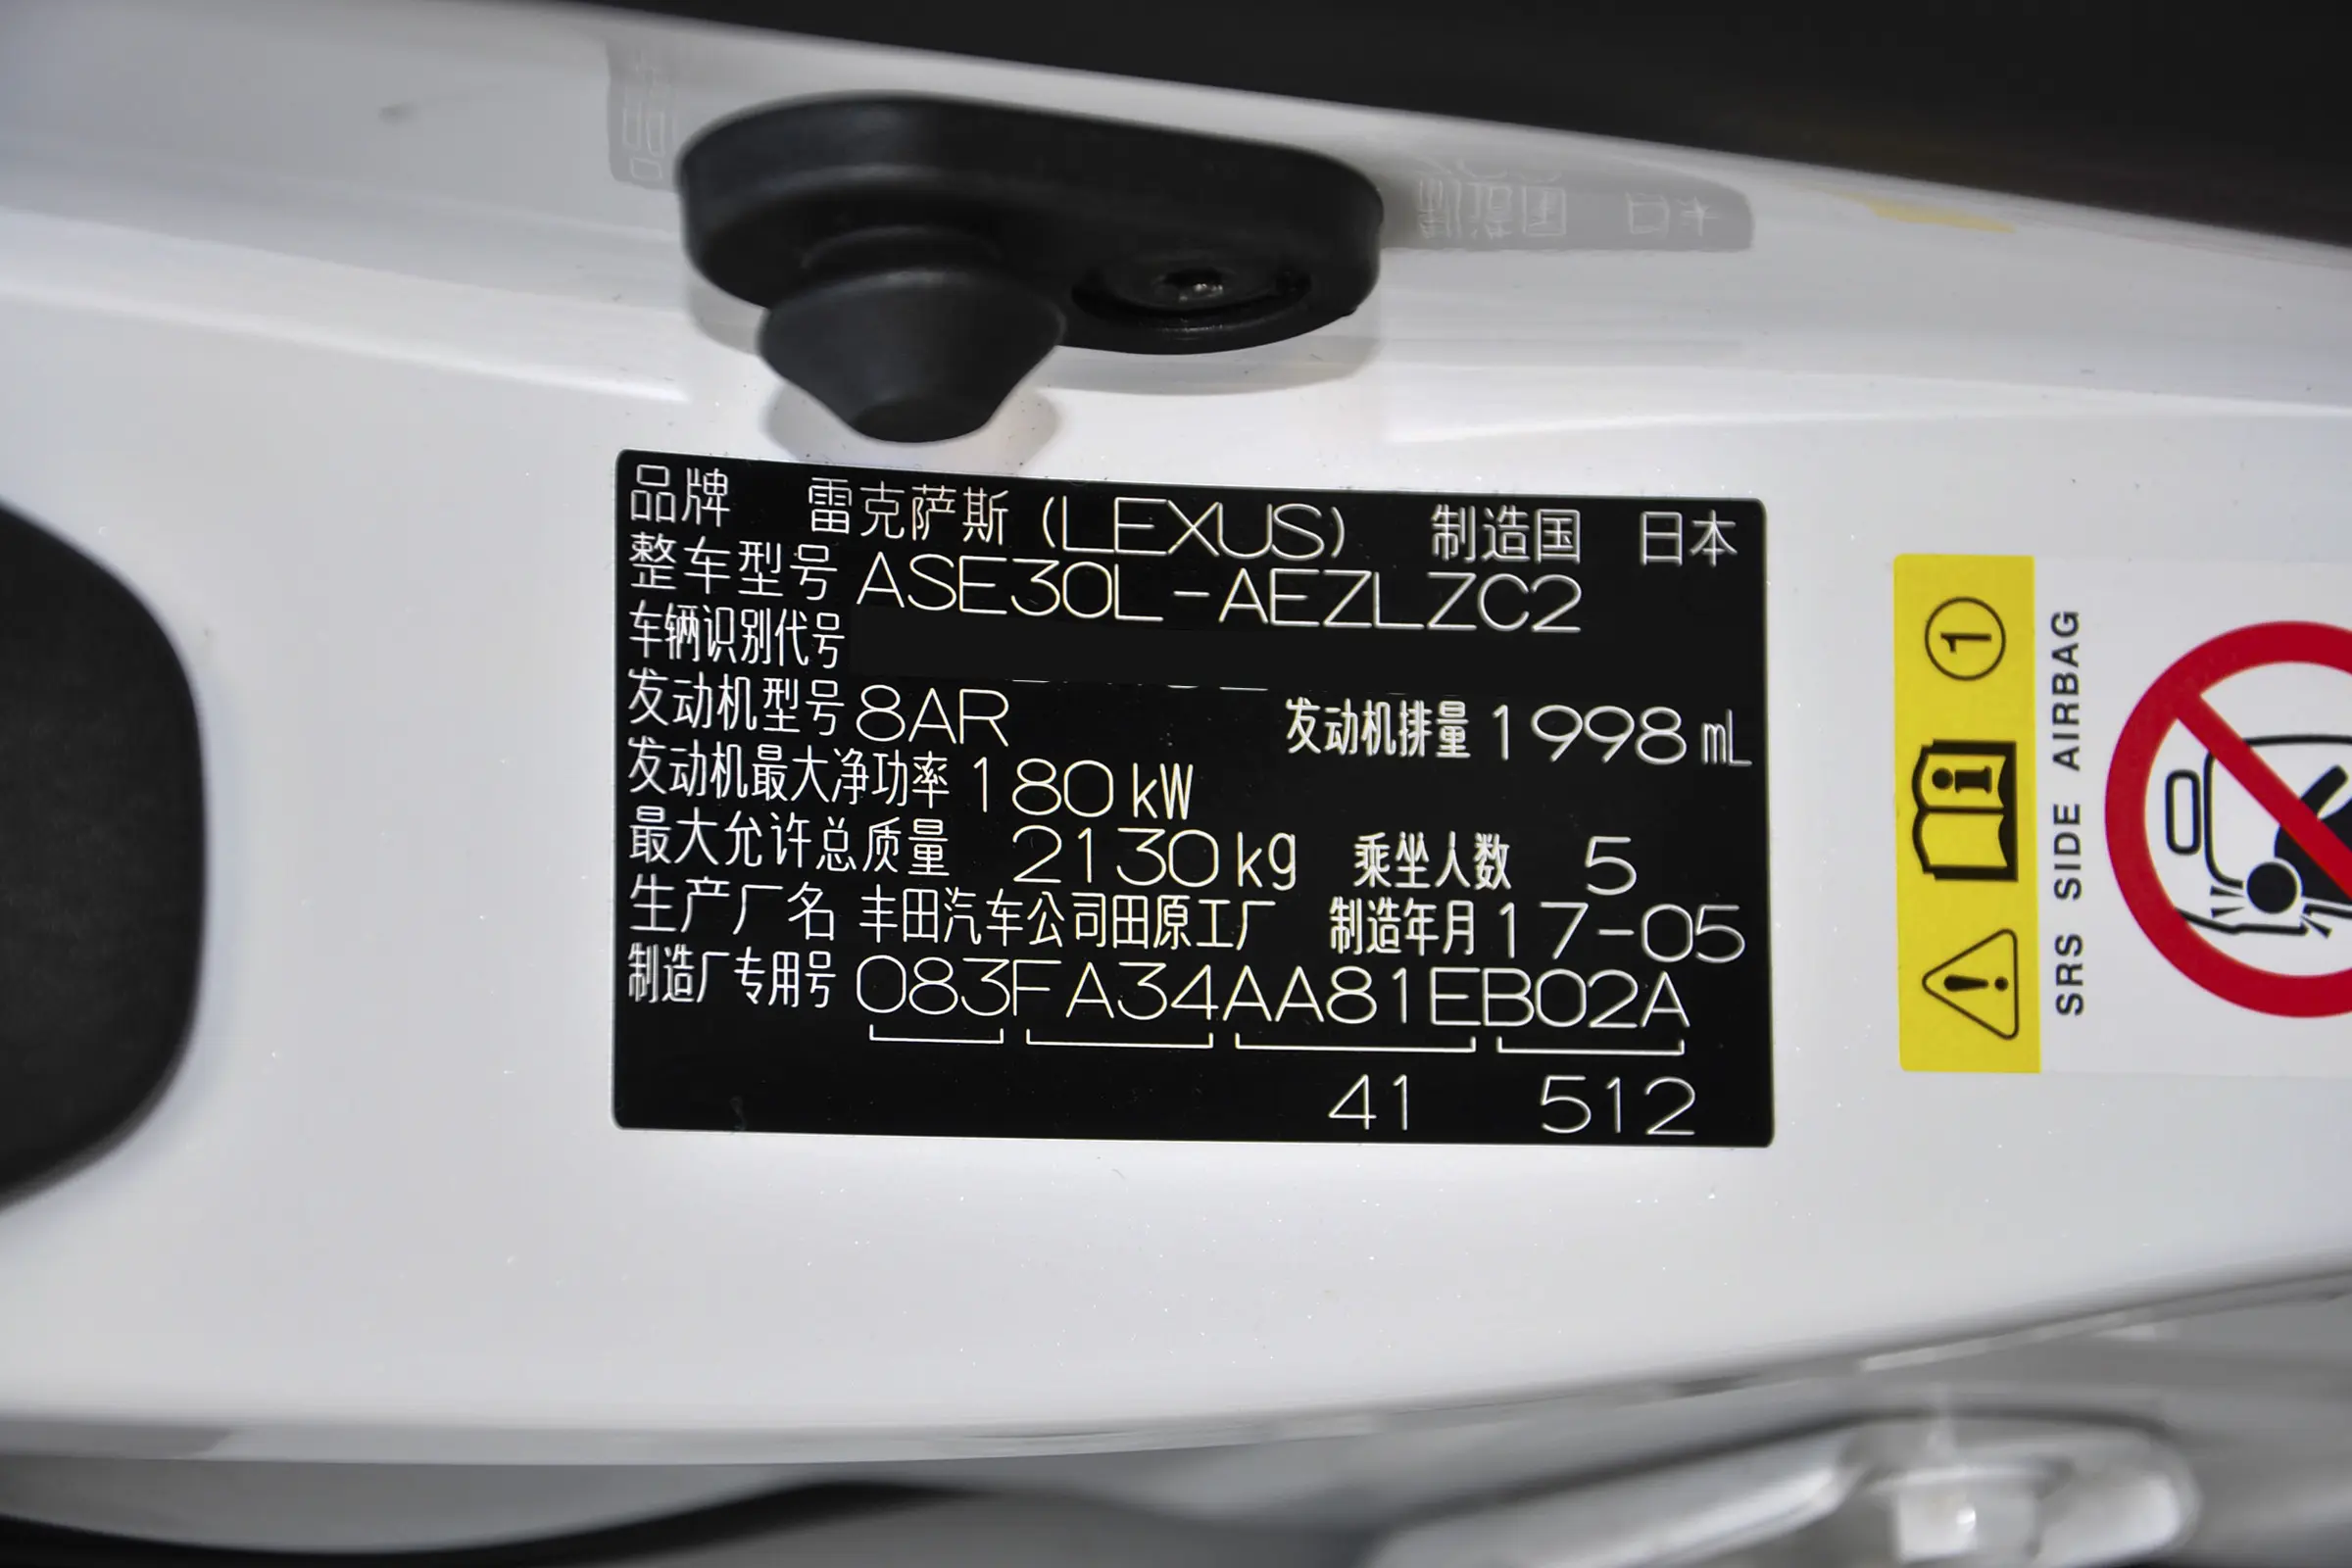 品牌 雷克萨斯 (LEXUS) 制造国 日本
整车型号 ASE30L-AEZLZC2
车辆识别代号
发动机型号 8AR 发动机排量 1998 mL
发动机最大净功率 180 kW
最大允许总质量 2130 kg 乘坐人数 5
生产厂名 丰田汽车公司田原工厂 制造年月 17-05
制造厂专用号 083FA34AA81EB02A
41 512
1
SRS SIDE AIRBAG